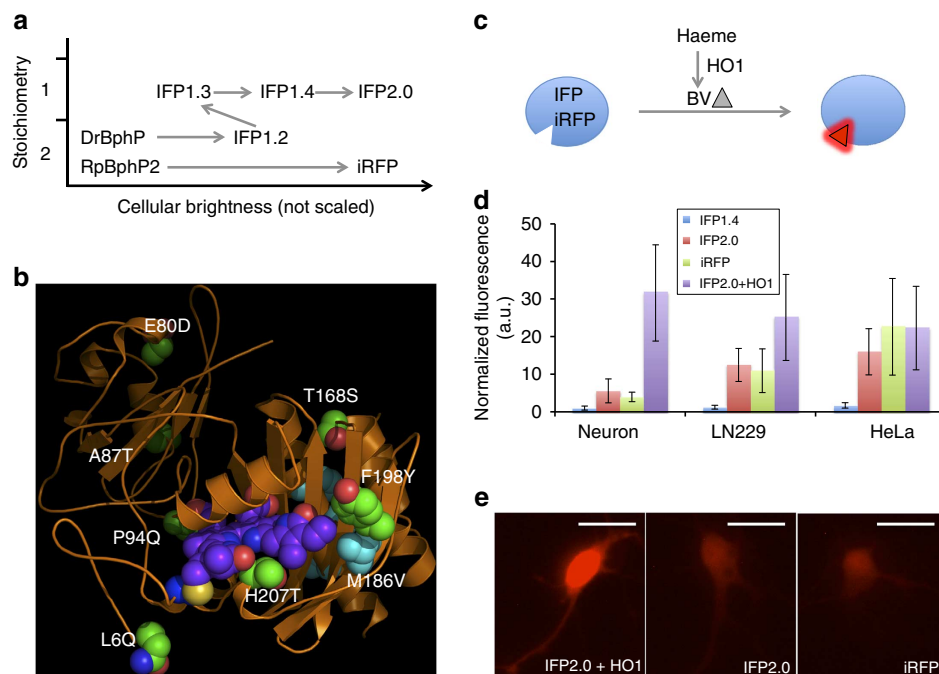 a
Stoichiometry
1
2
IFP1.3
IFP1.4
IFP2.0
DrBphP
IFP1.2
RpBphP2
iRFP
Cellular brightness (not scaled)
b
E80D
T168S
A87T
F198Y
P94Q
H207T
M186V
L6Q
c
Haeme
HO1
IFP
iRFP
BV
d
Normalized fluorescence
(a.u.)
50
40
30
20
10
0
IFP1.4
IFP2.0
iRFP
IFP2.0+HO1
Neuron
LN229
HeLa
e
IFP2.0 + HO1
IFP2.0
iRFP